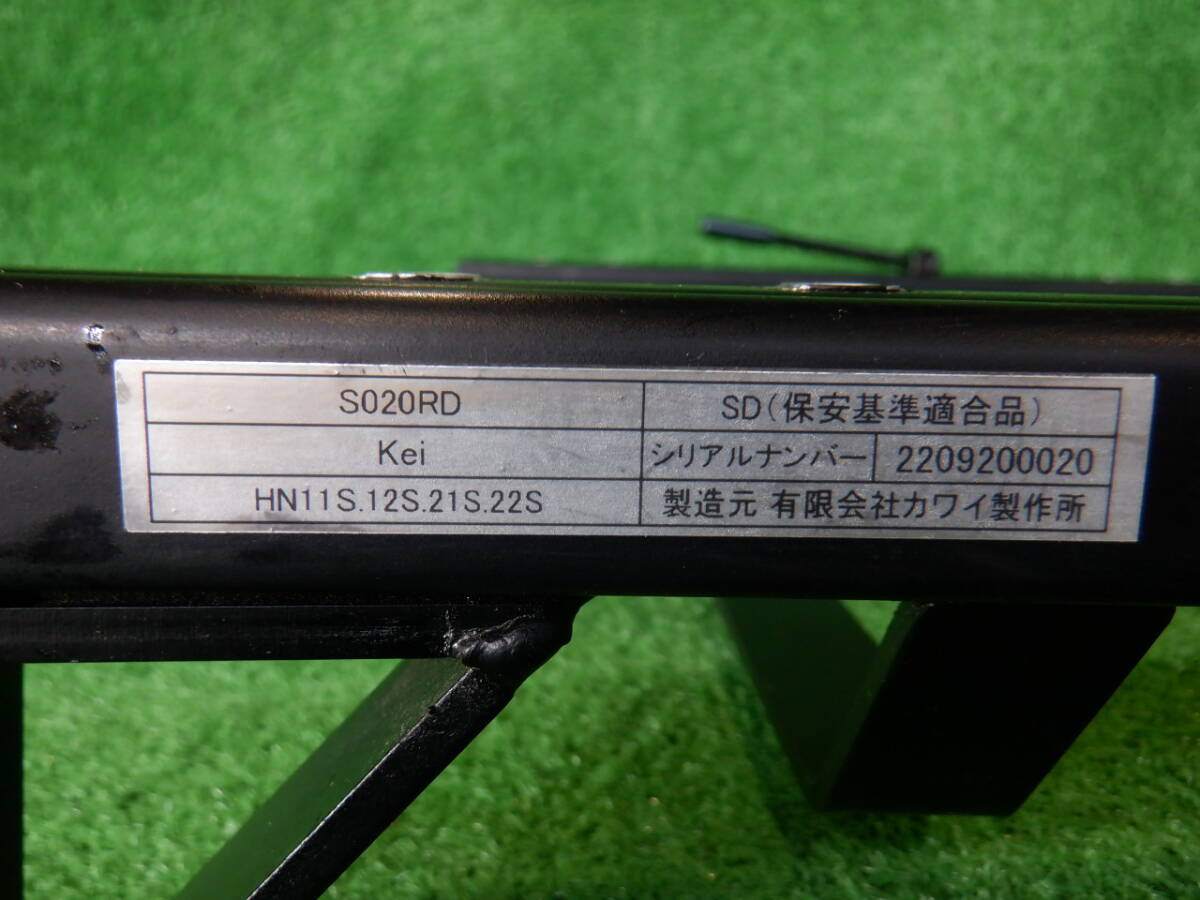 S020RD SD(保安基準適合品)
Kei シリアルナンバー 2209200020
HN11S.12S.21S.22S 製造元 有限会社カワイ製作所